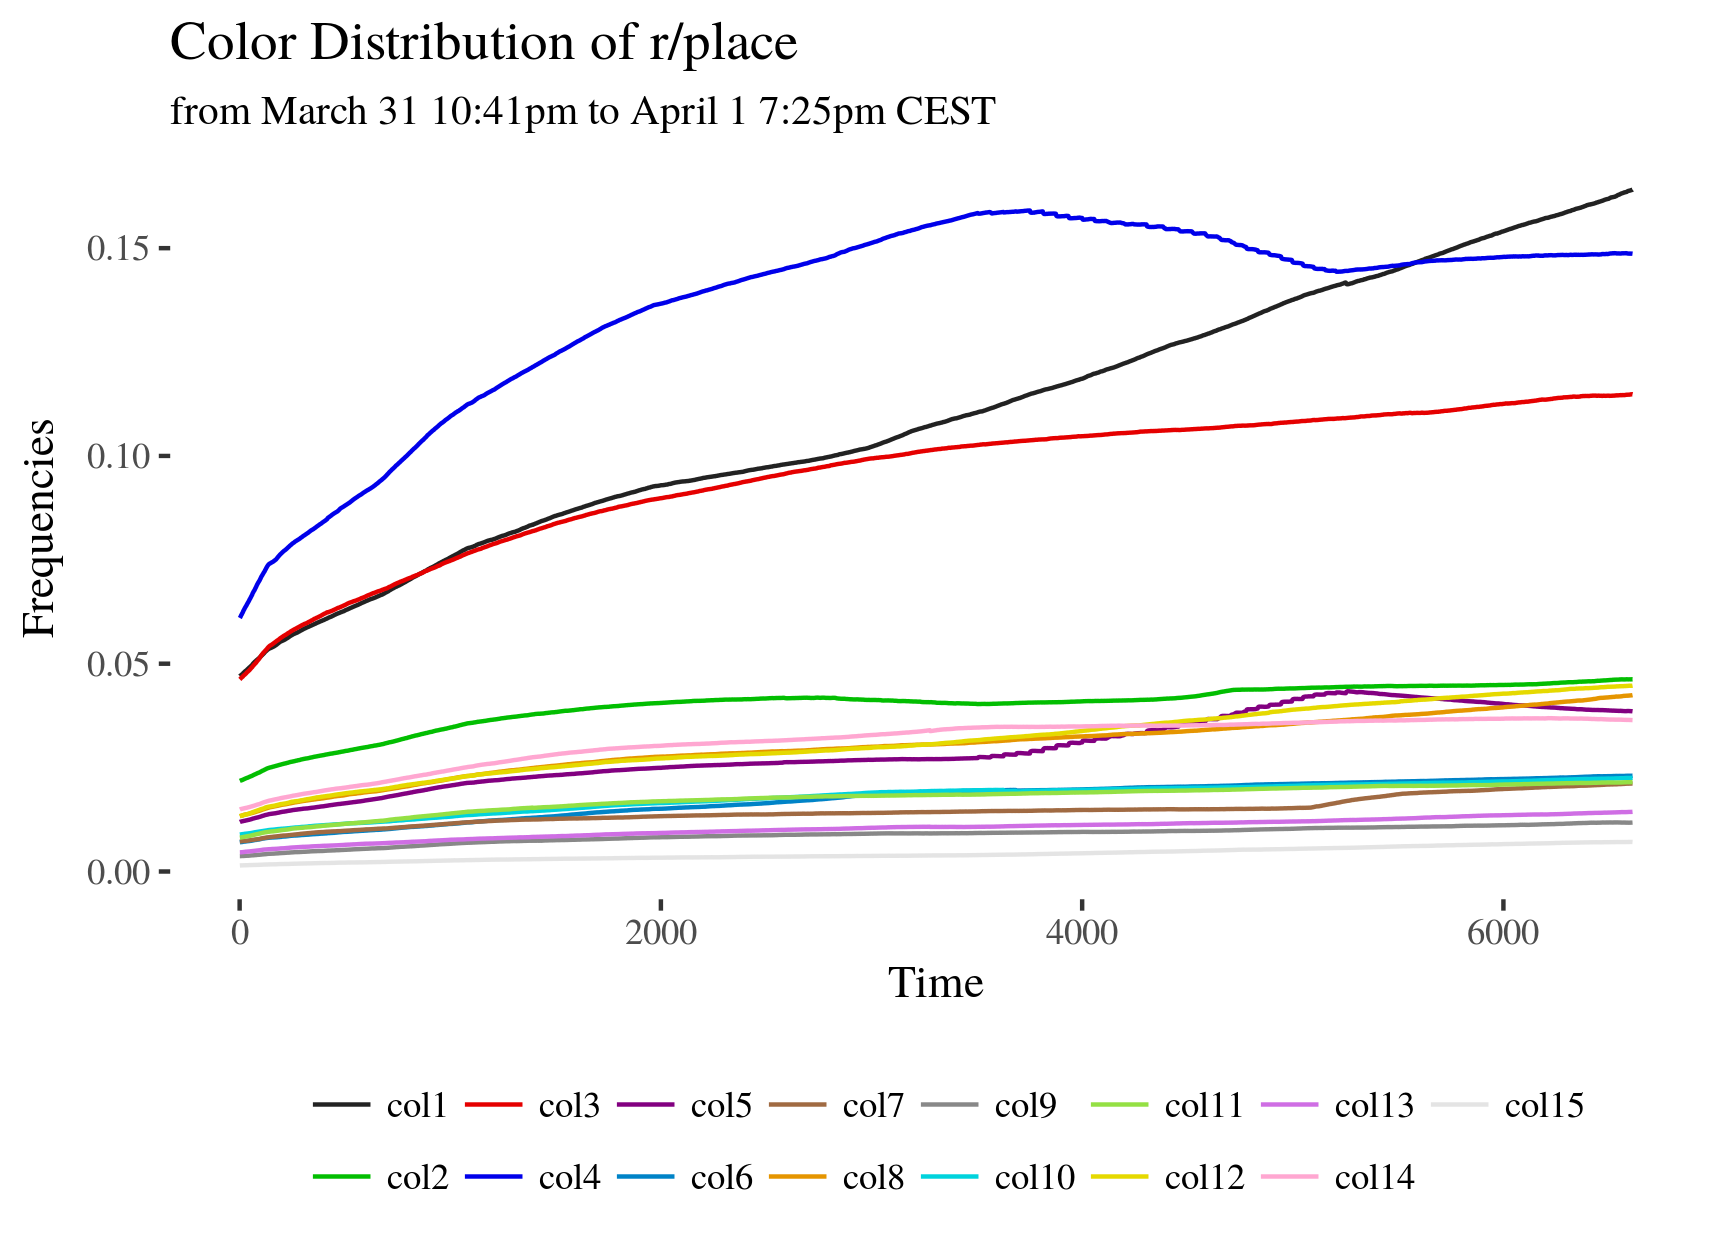 Color Distribution of r/place
from March 31 10:41pm to April 1 7:25pm CEST
Frequencies
0.15
0.10
0.05
0.00
0 2000 4000 6000
Time
col1 col3 col5 col7 col9 col11 col13 col15
col2 col4 col6 col8 col10 col12 col14